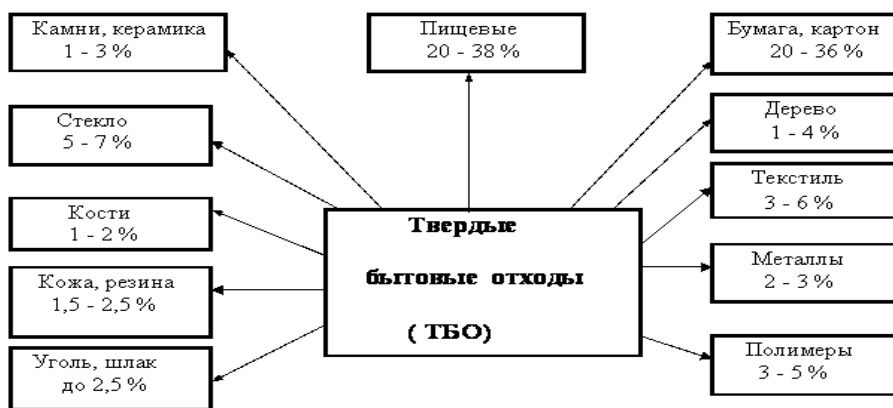 Камни, керамика
1 - 3 %
Пищевые
20 - 38 %
Бумага, картон
20 - 36 %
Стекло
5 - 7 %
Дерево
1 - 4 %
Текстиль
3 - 6 %
Кости
1 - 2 %
Твердые
бытовые отходы
( ТБО)
Металлы
2 - 3 %
Кожа, резина
1,5 - 2,5 %
Уголь, шлак
до 2,5 %
Полимеры
3 - 5 %